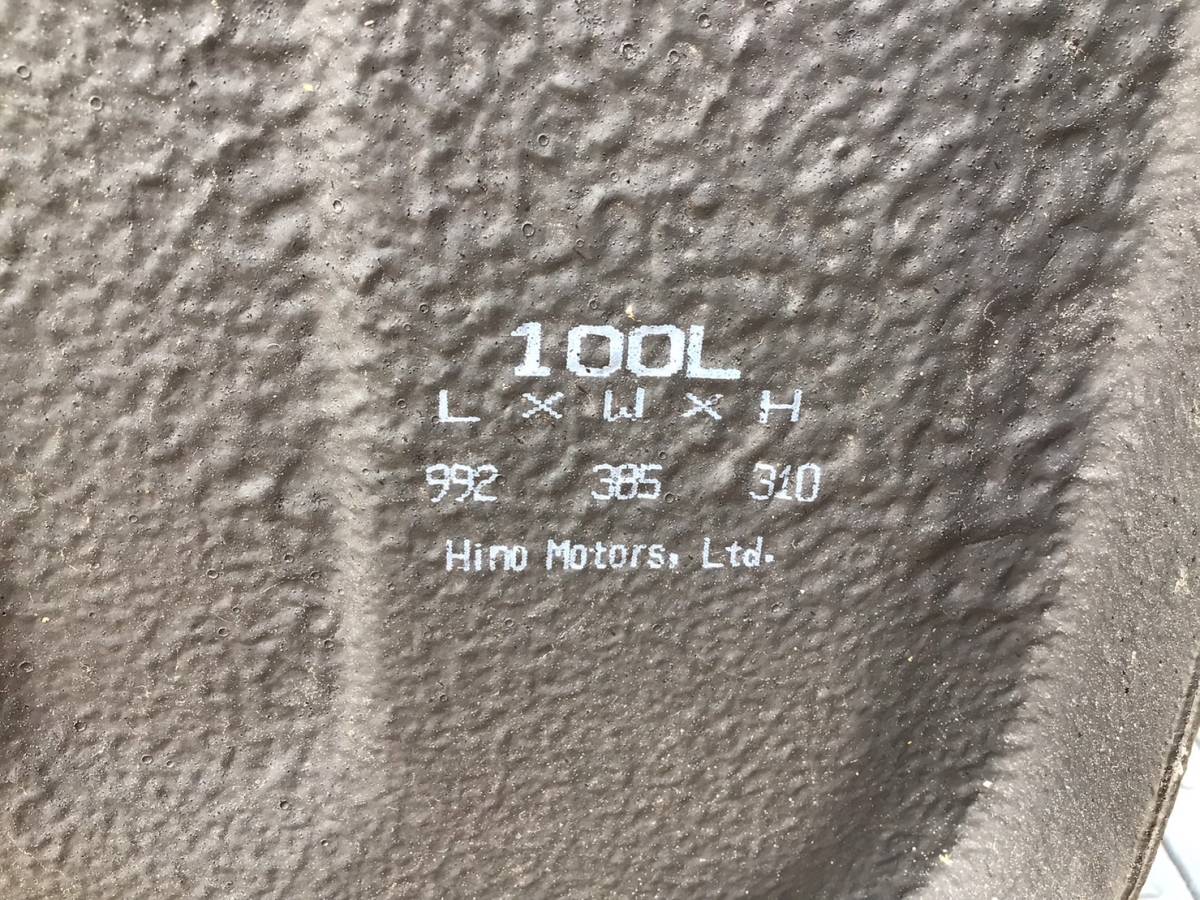 100L
L × W × H
992 385 310
Hino Motors, Ltd.